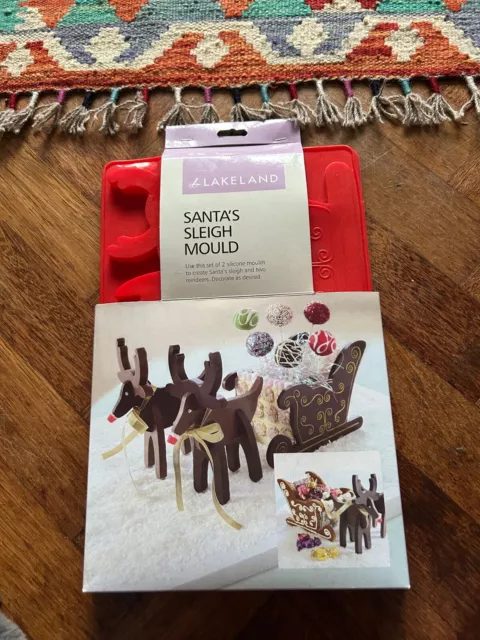 LAKELAND
SANTA'S
SLEIGH
MOULD
Use this set of 2 silicone moulds
to create Santa's sleigh and two
reindeers. Decorate as desired.